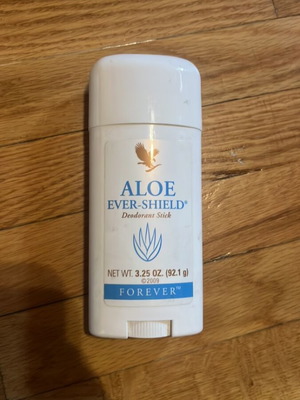 ALOE
EVER-SHIELD®
Deodorant Stick
NET WT. 3.25 OZ. (92.1 g)
©2009
FOREVER™